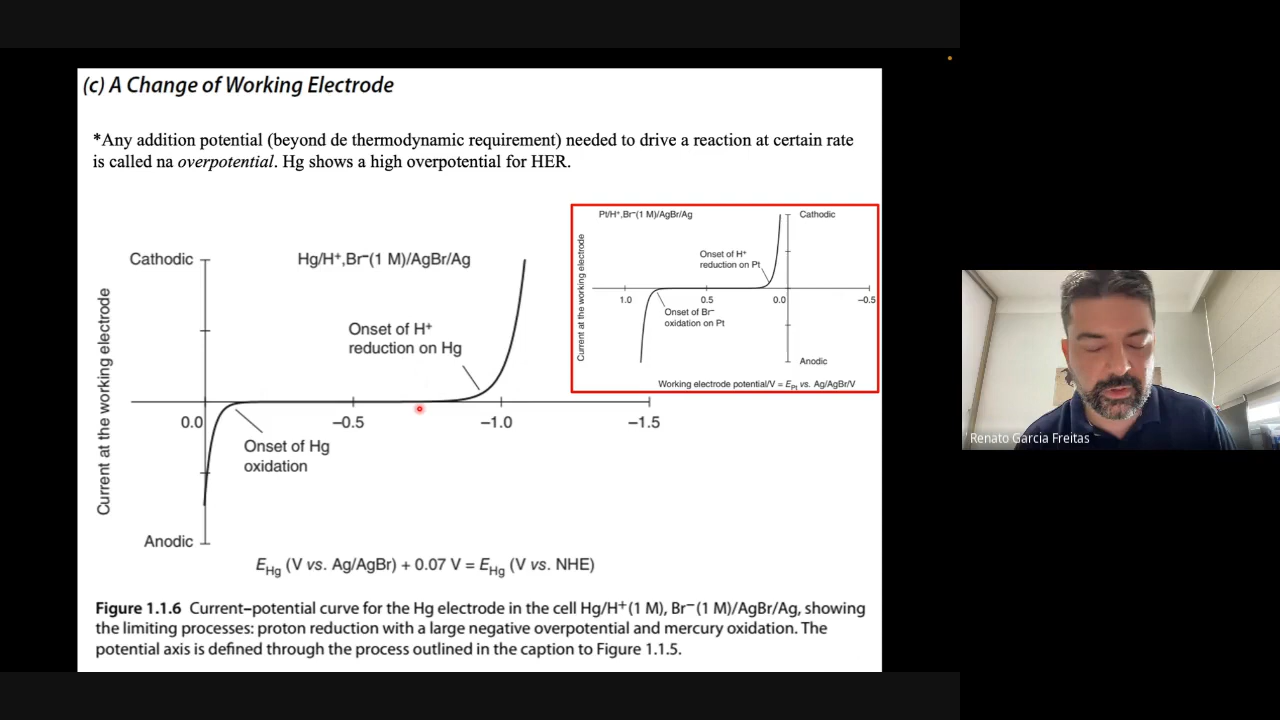 (c) A Change of Working Electrode
*Any addition potential (beyond de thermodynamic requirement) needed to drive a reaction at certain rate
is called na overpotential. Hg shows a high overpotential for HER.
Cathodic
Hg/H⁺,Br⁻(1 M)/AgBr/Ag
Onset of H⁺
reduction on Hg
Current at the working electrode
0.0
−0.5
−1.0
−1.5
Onset of Hg
oxidation
Anodic
E_Hg (V vs. Ag/AgBr) + 0.07 V = E_Hg (V vs. NHE)
Pt/H⁺,Br⁻(1 M)/AgBr/Ag
Cathodic
Onset of H⁺
reduction on Pt
Current at the working electrode
1.0
0.5
0.0
−0.5
Onset of Br⁻
oxidation on Pt
Anodic
Working electrode potential/V = E_Pt vs. Ag/AgBr/V
Figure 1.1.6 Current–potential curve for the Hg electrode in the cell Hg/H⁺(1 M), Br⁻(1 M)/AgBr/Ag, showing
the limiting processes: proton reduction with a large negative overpotential and mercury oxidation. The
potential axis is defined through the process outlined in the caption to Figure 1.1.5.
Renato Garcia Freitas